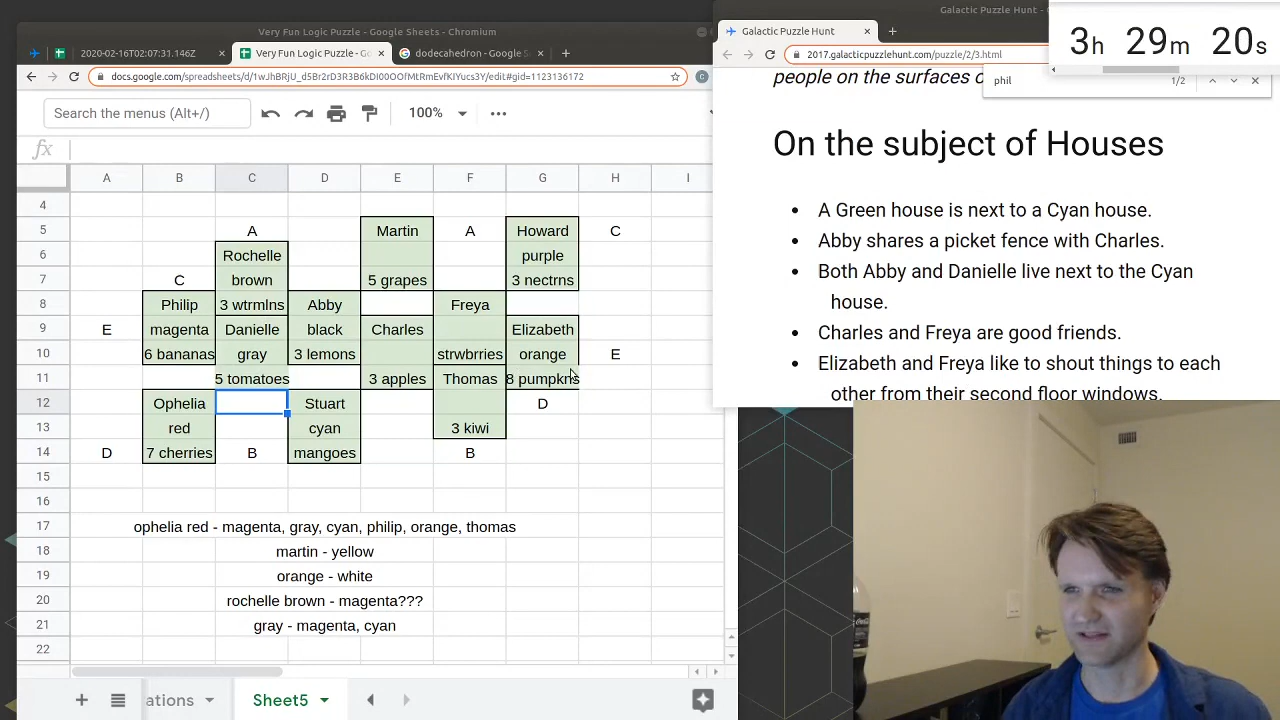 Very Fun Logic Puzzle - Google Sheets - Chromium
2020-02-16T02:07:31.146Z
Very Fun Logic Puzzle - Go
dodecahedron - Google S
Search the menus (Alt+/)
100%
fx
A B C D E F G H I
4
5 A Martin A Howard C
6 Rochelle purple
7 C brown 5 grapes 3 nectrns
8 Philip 3 wtrmlns Abby Freya
9 E magenta Danielle black Charles Elizabeth
10 6 bananas gray 3 lemons strwbrries orange E
11 5 tomatoes 3 apples Thomas 8 pumpkns
12 Ophelia Stuart D
13 red cyan 3 kiwi
14 D 7 cherries B mangoes B
15
16
17 ophelia red - magenta, gray, cyan, philip, orange, thomas
18 martin - yellow
19 orange - white
20 rochelle brown - magenta???
21 gray - magenta, cyan
22
ations
Sheet5
Galactic Puzzle Hunt - G
Galactic Puzzle Hunt
3h 29m 20s
2017.galacticpuzzlehunt.com/puzzle/2/3.html
phil 1/2
people on the surfaces o
On the subject of Houses
• A Green house is next to a Cyan house.
• Abby shares a picket fence with Charles.
• Both Abby and Danielle live next to the Cyan
house.
• Charles and Freya are good friends.
• Elizabeth and Freya like to shout things to each
other from their second floor windows.